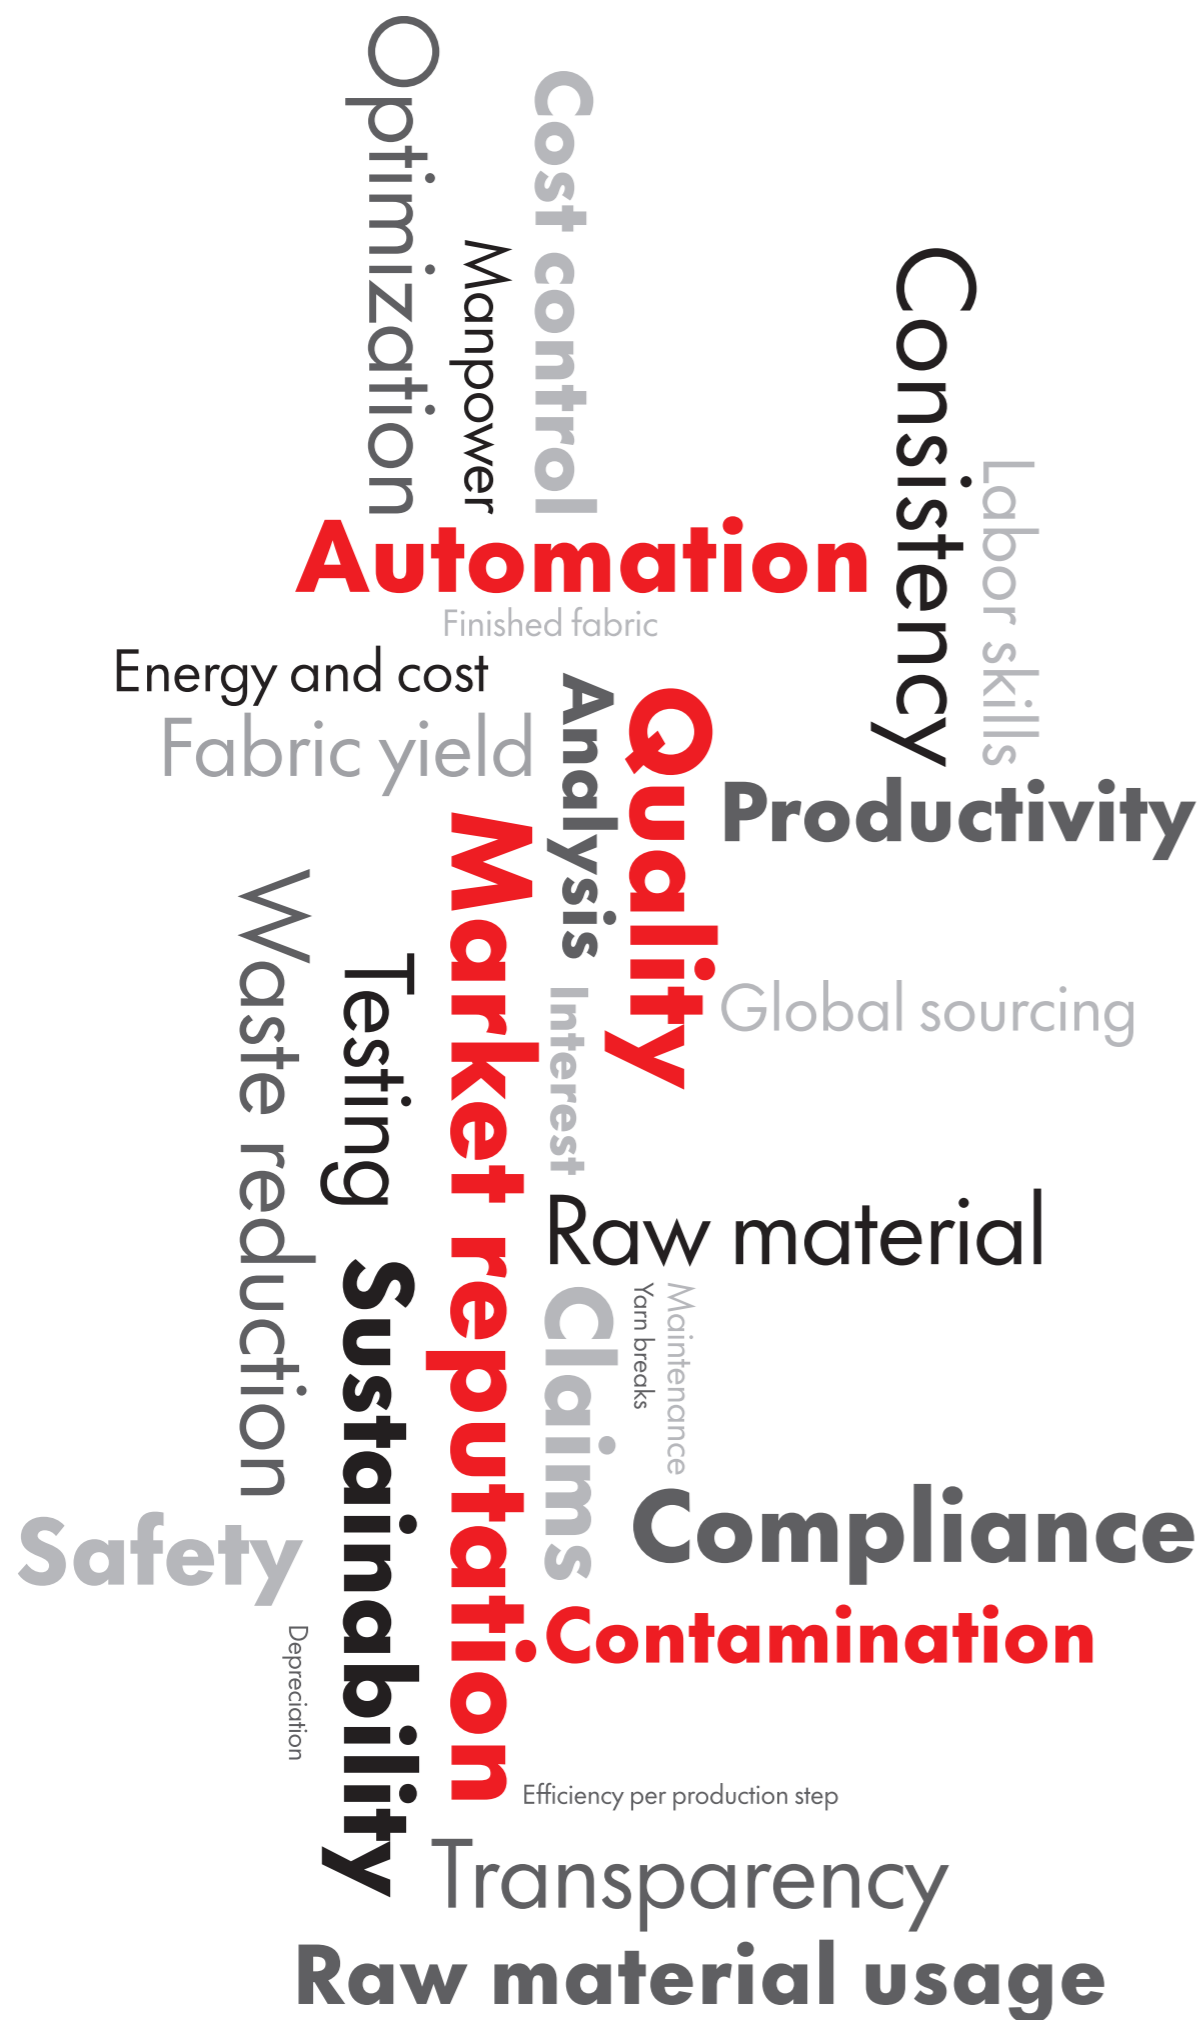 Optimization
Manpower
Cost control
Consistency
Labor skills
Automation
Finished fabric
Energy and cost
Fabric yield
Analysis
Quality
Productivity
Market reputation
Waste reduction
Testing
Interest
Global sourcing
Raw material
Sustainability
Claims
Yarn breaks
Maintenance
Compliance
Safety
Contamination
Depreciation
Efficiency per production step
Transparency
Raw material usage